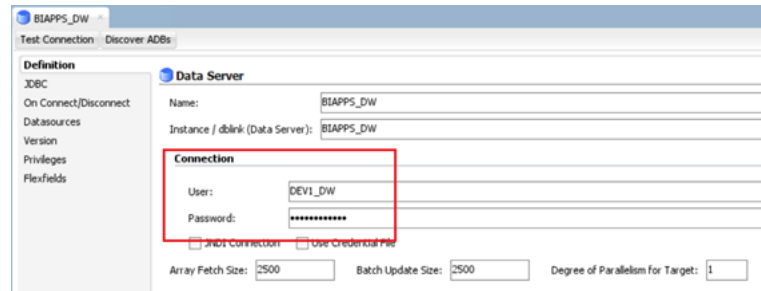 BIAPPS_DW
Test Connection Discover ADBs
Definition
JDBC
On Connect/Disconnect
Datasources
Version
Privileges
Flexfields
Data Server
Name: BIAPPS_DW
Instance / dblink (Data Server): BIAPPS_DW
Connection
User: DEV1_DW
Password: ••••••••••••
JNDI Connection Use Credential File
Array Fetch Size: 2500 Batch Update Size: 2500 Degree of Parallelism for Target: 1